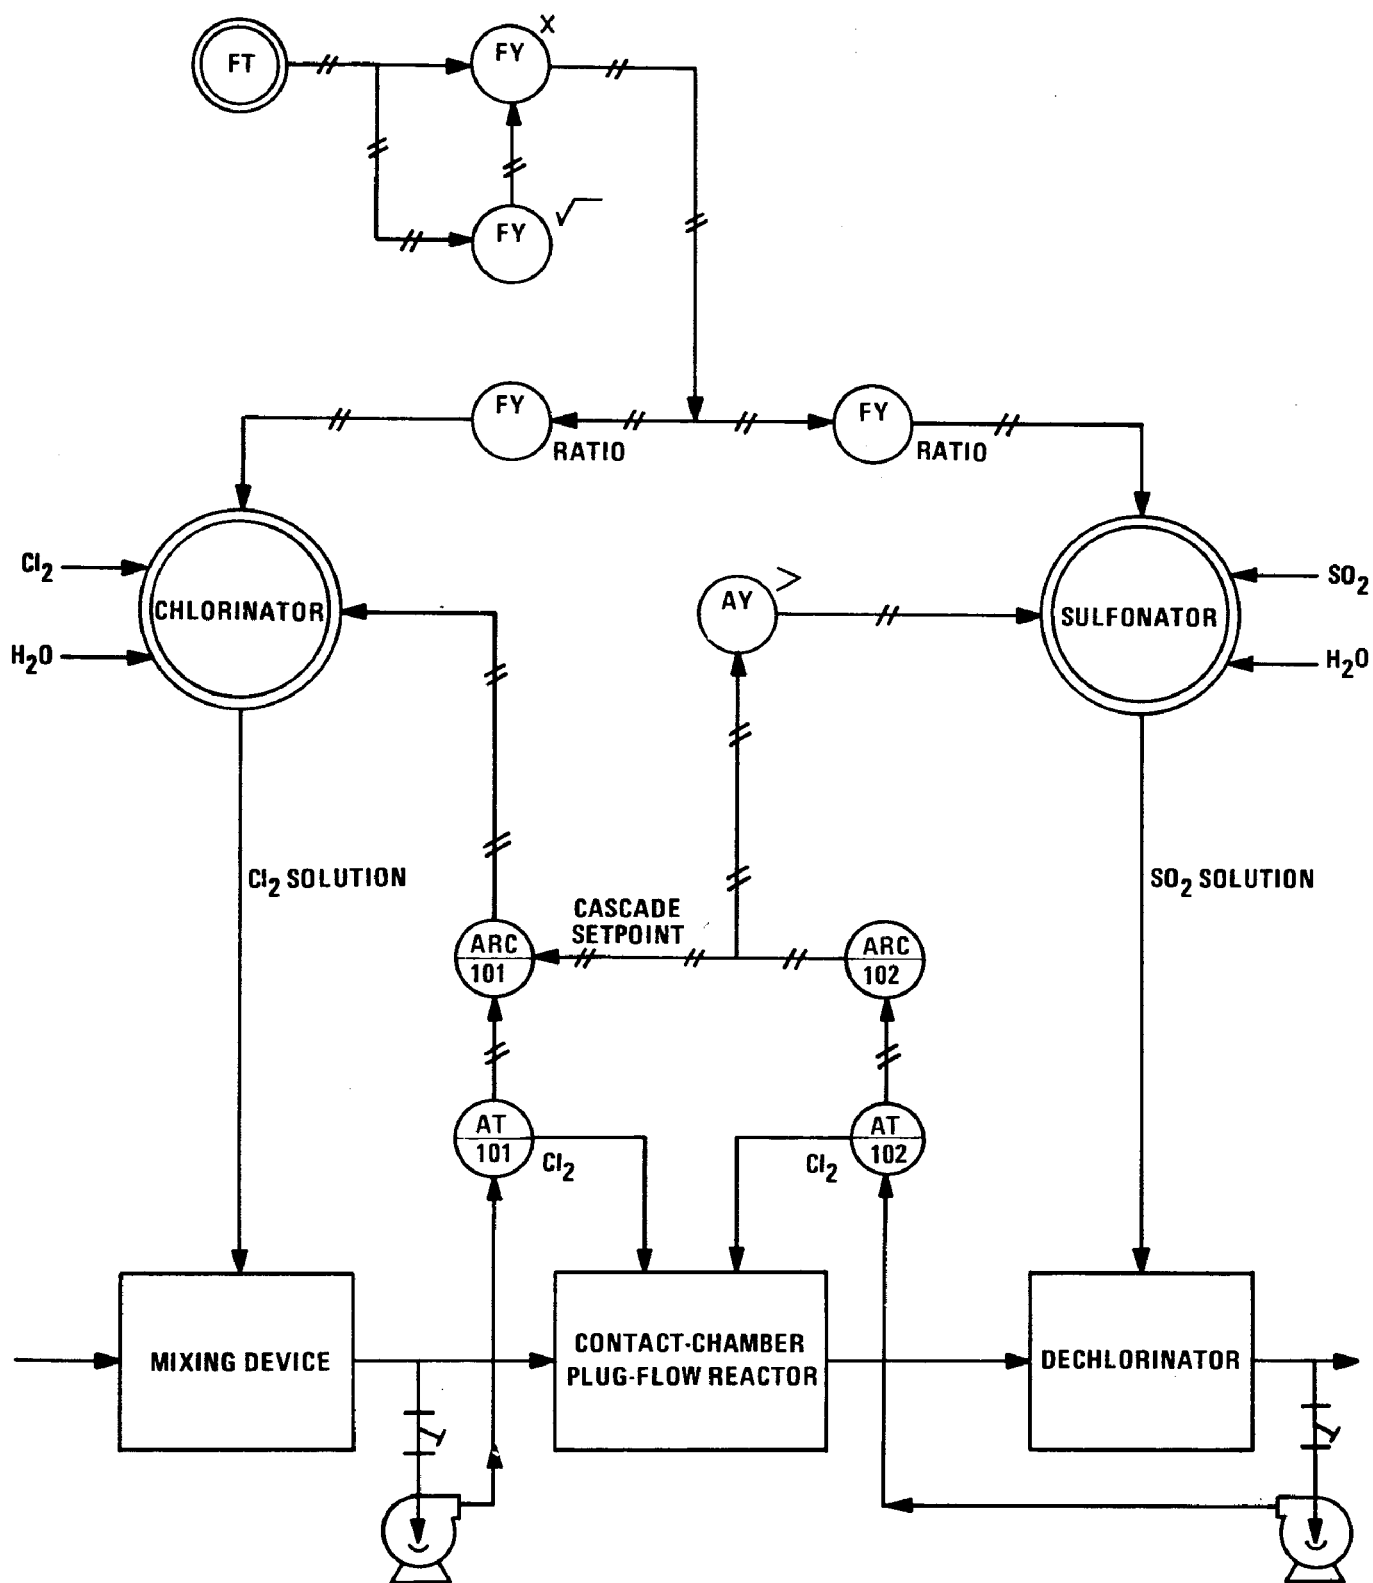 FT
FY
X
FY
√
FY
RATIO
FY
RATIO
Cl₂
H₂O
CHLORINATOR
AY
>
SULFONATOR
SO₂
H₂O
Cl₂ SOLUTION
SO₂ SOLUTION
CASCADE
SETPOINT
ARC
101
ARC
102
AT
101
Cl₂
AT
102
Cl₂
MIXING DEVICE
CONTACT-CHAMBER
PLUG-FLOW REACTOR
DECHLORINATOR